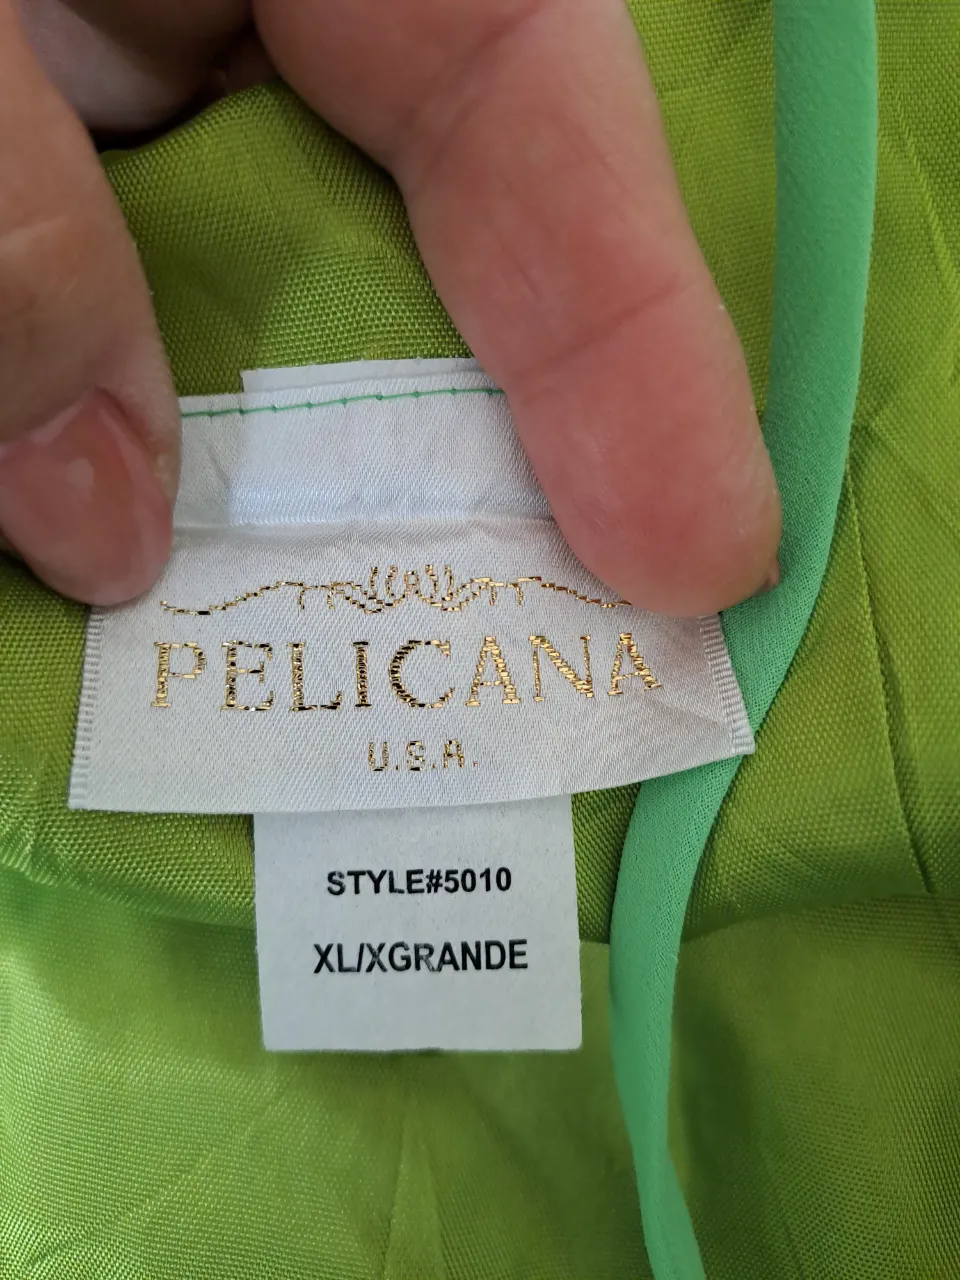 PELICANA
U.S.A.
STYLE#5010
XL/XGRANDE